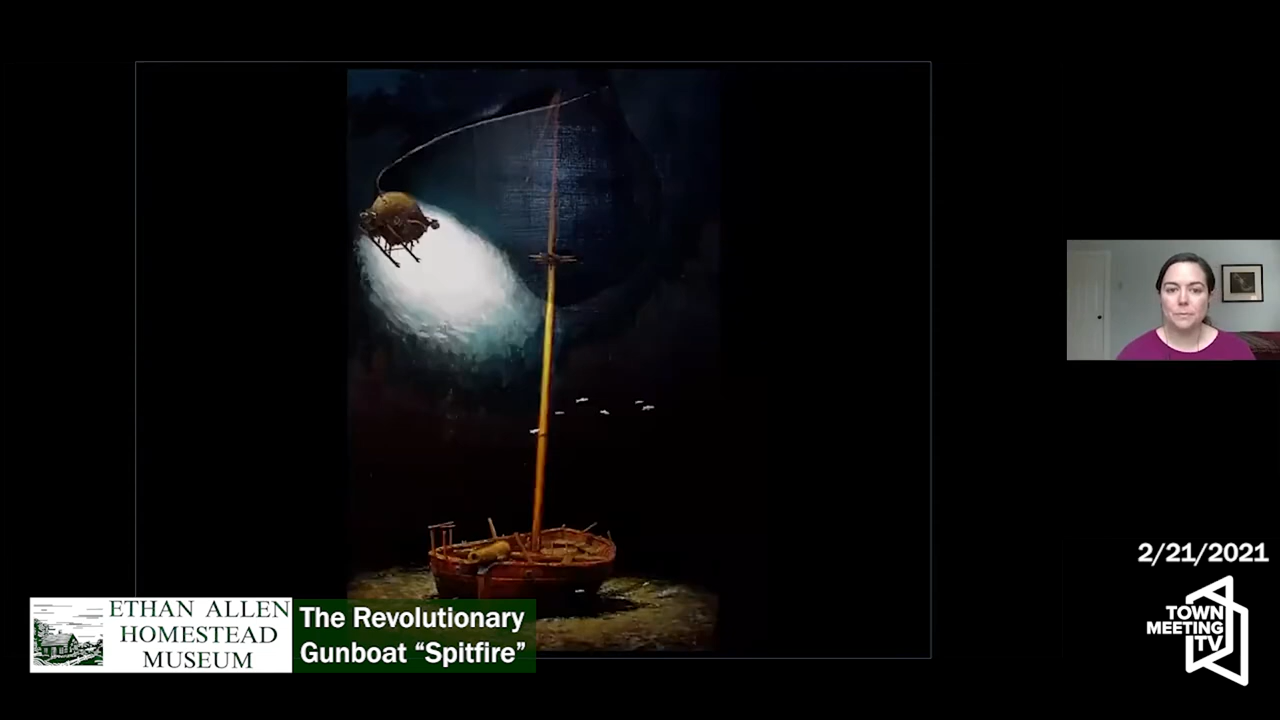 2/21/2021
TOWN
MEETING
TV
ETHAN ALLEN
HOMESTEAD
MUSEUM
The Revolutionary
Gunboat “Spitfire”